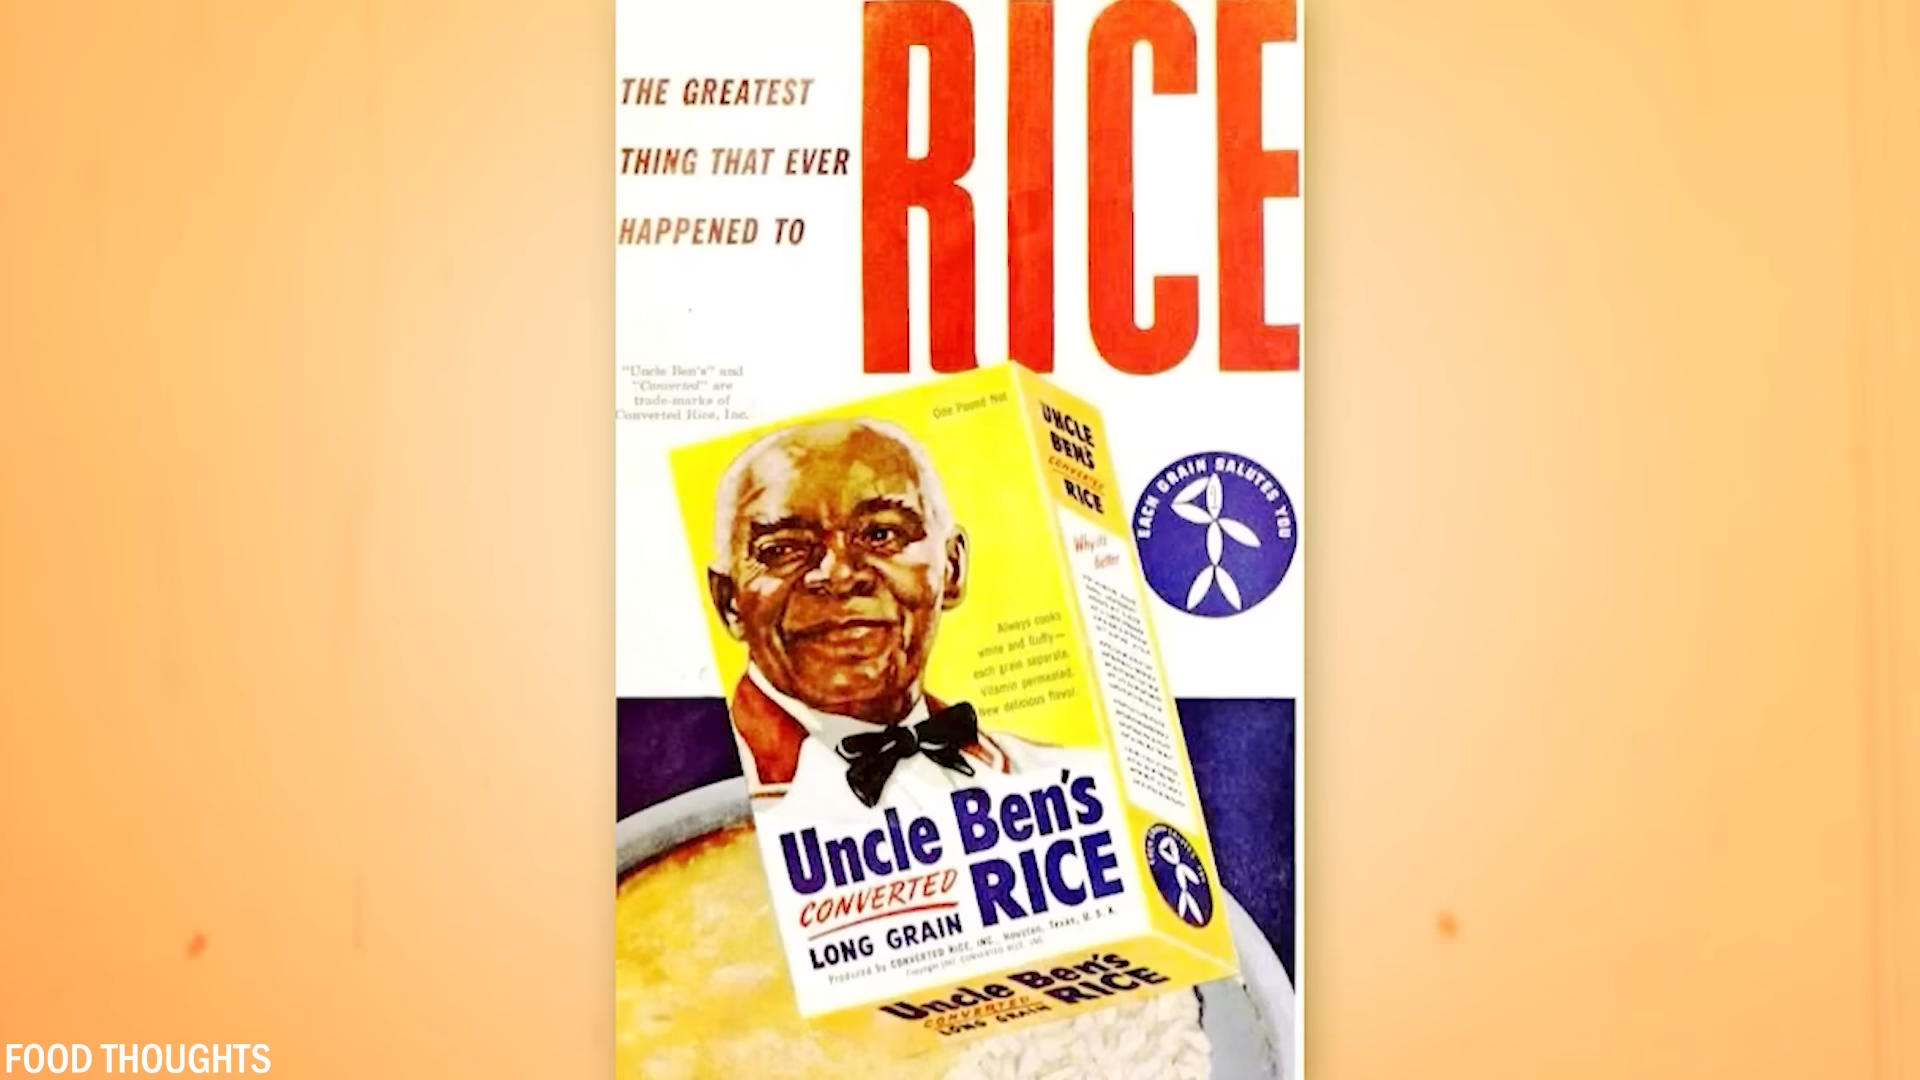 RICE
THE GREATEST
THING THAT EVER
HAPPENED TO
"Uncle Ben's" and
"Converted" are
trade-marks of
Converted Rice, Inc.
One Pound Net
UNCLE
BEN'S
CONVERTED
RICE
EACH GRAIN SALUTES YOU
Why it's
better
Always cooks
white and fluffy—
each grain separate.
Vitamin permeated.
New delicious flavor.
Uncle Ben's
CONVERTED RICE
LONG GRAIN
Produced by CONVERTED RICE, INC., Houston, Texas, U. S. A.
Uncle Ben's
CONVERTED RICE
LONG GRAIN
FOOD THOUGHTS